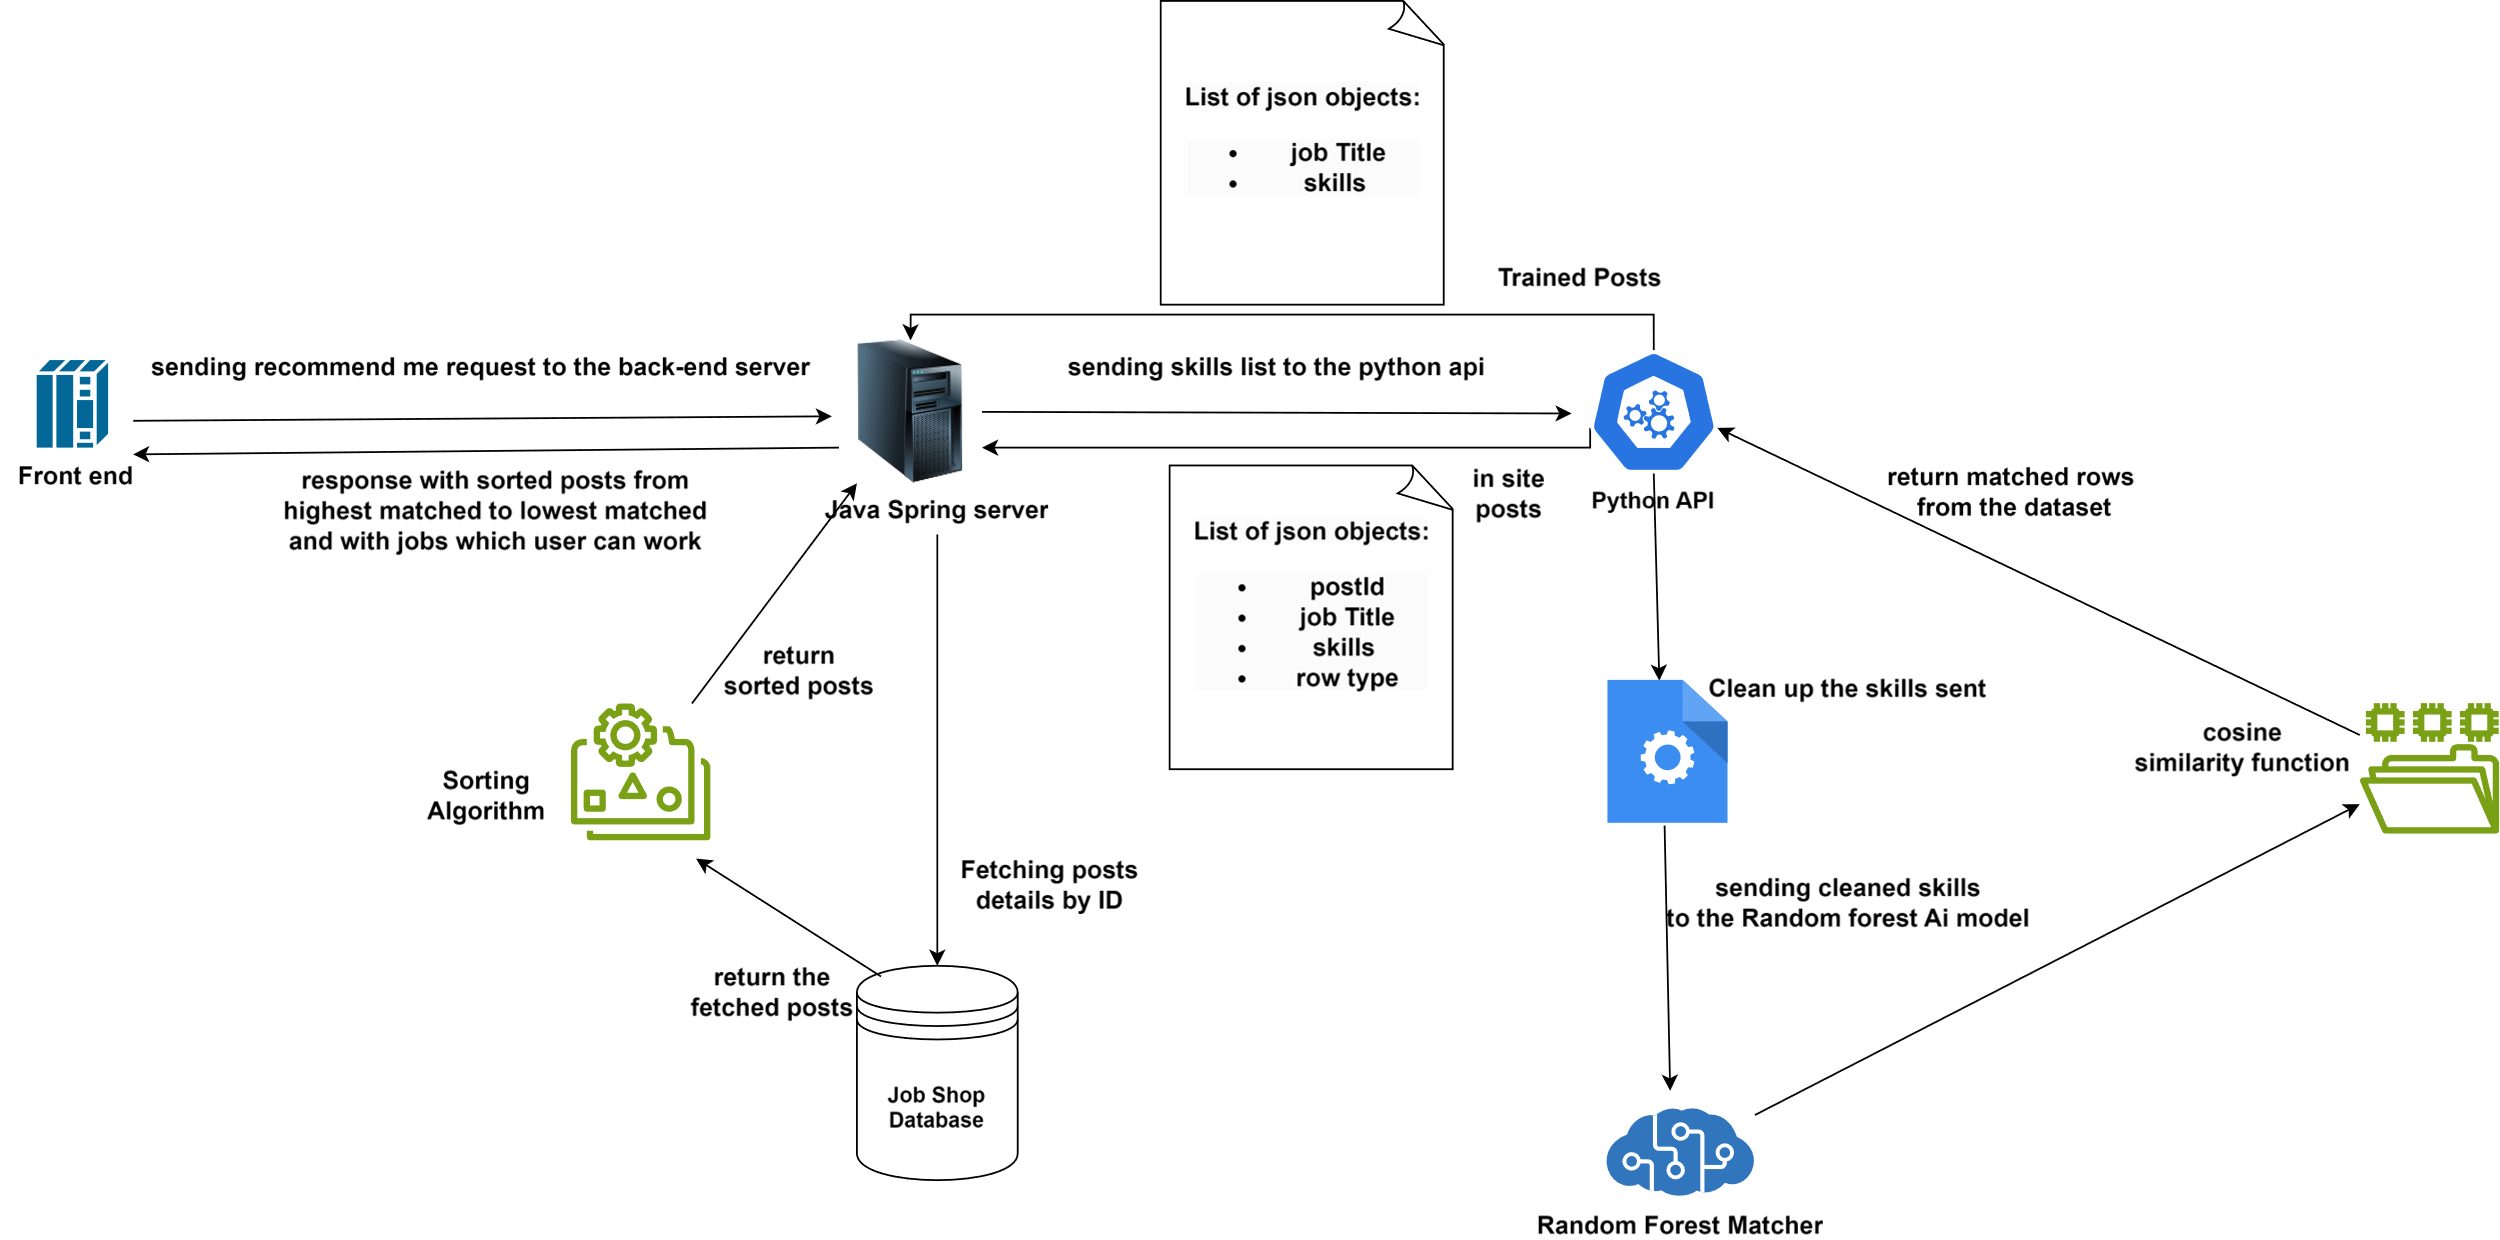 List of json objects:
• job Title
• skills
Trained Posts
sending recommend me request to the back-end server
sending skills list to the python api
Front end
response with sorted posts from
highest matched to lowest matched
and with jobs which user can work
Java Spring server
in site
posts
Python API
return matched rows
from the dataset
List of json objects:
• postId
• job Title
• skills
• row type
return
sorted posts
Clean up the skills sent
cosine
similarity function
Sorting
Algorithm
Fetching posts
details by ID
sending cleaned skills
to the Random forest Ai model
return the
fetched posts
Job Shop
Database
Random Forest Matcher